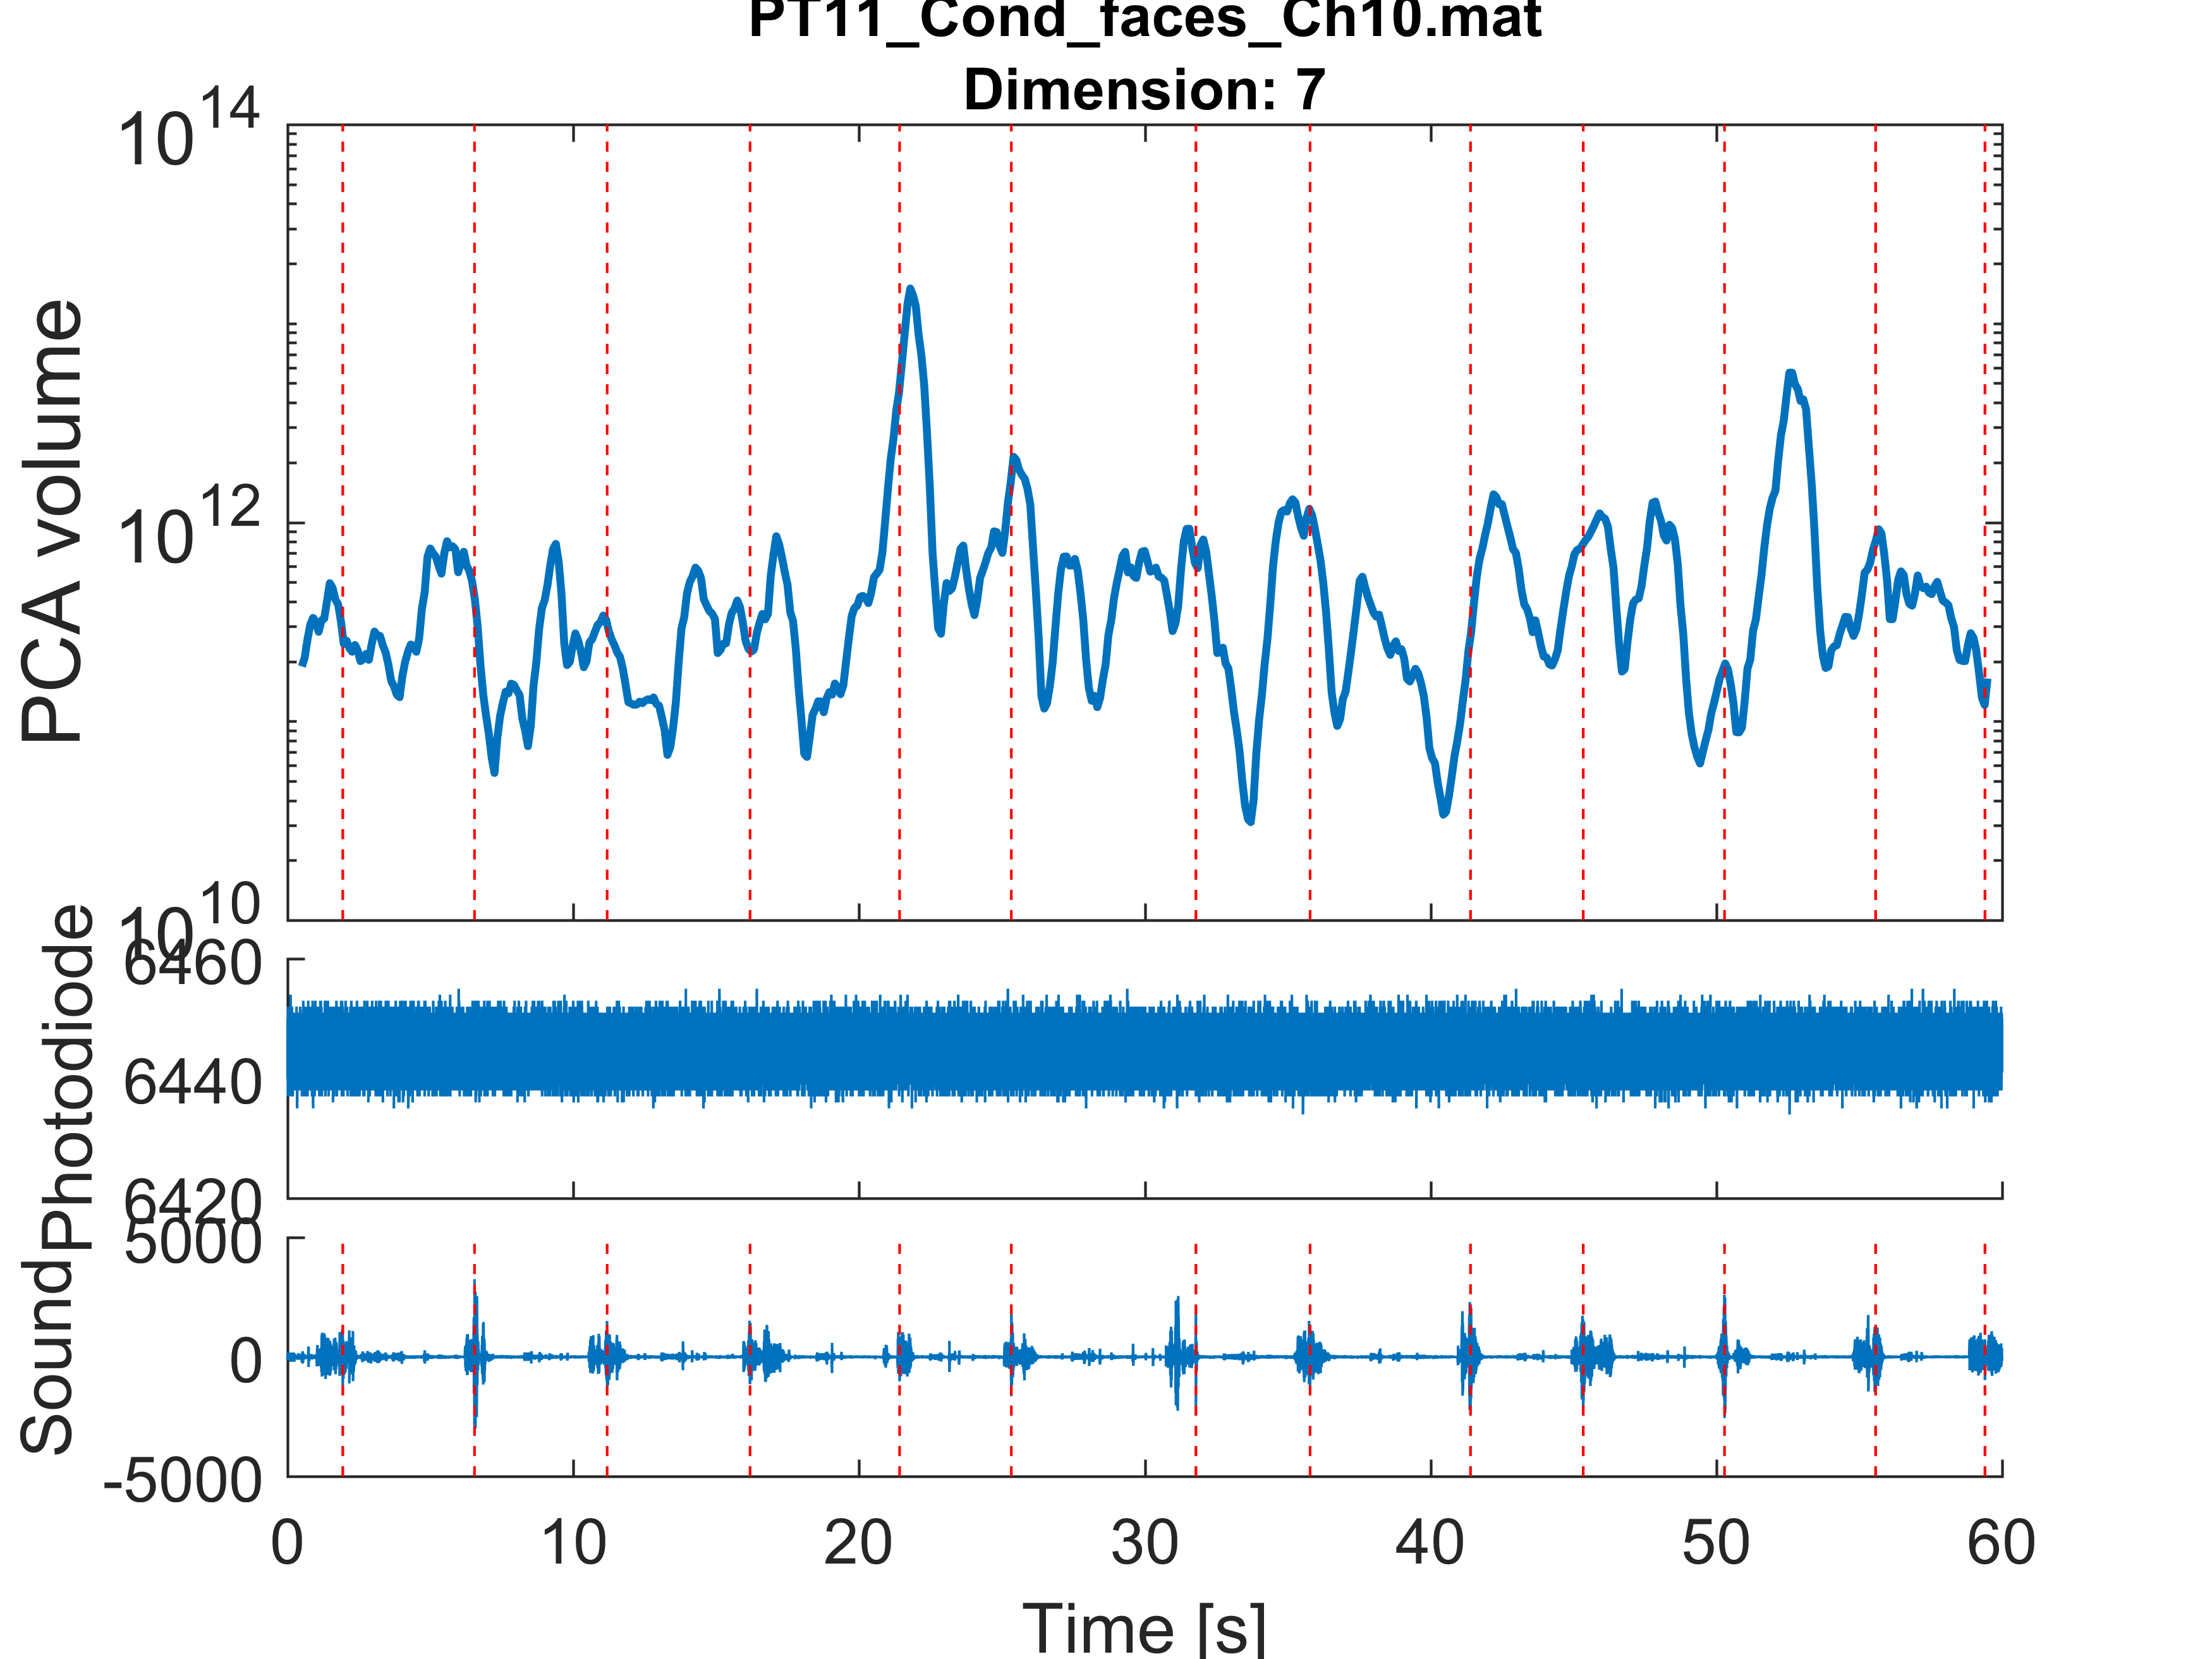 PT11_Cond_faces_Ch10.mat
Dimension: 7
PCA volume
10^14
10^12
10^10
Photodiode
6460
6440
6420
Sound
5000
0
-5000
0 10 20 30 40 50 60
Time [s]